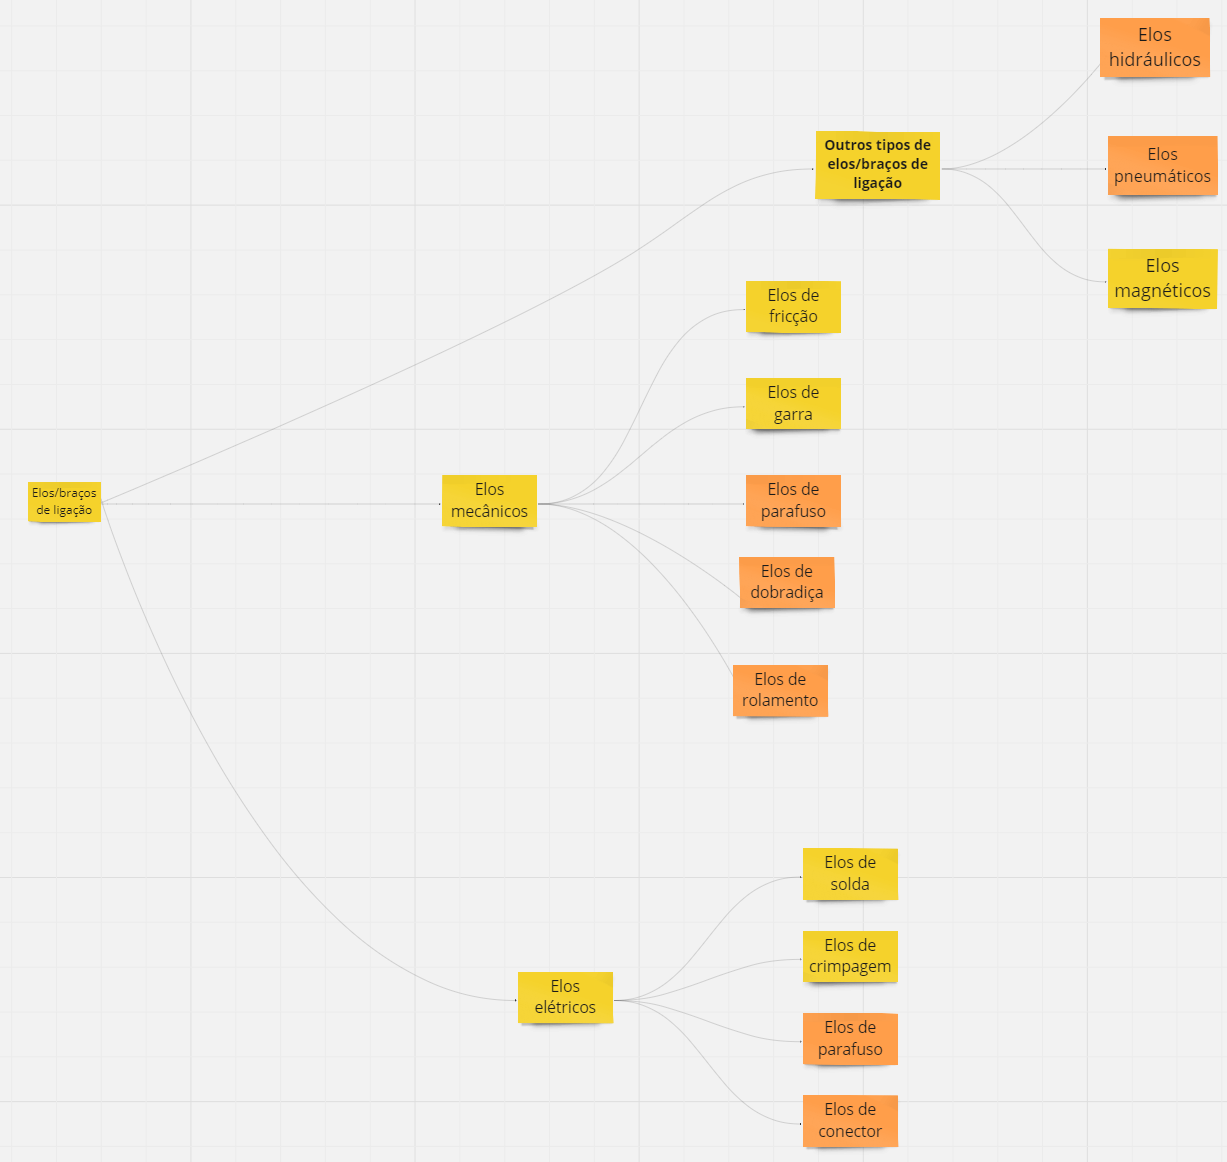 Elos
hidráulicos
Outros tipos de
elos/braços de
ligação
Elos
pneumáticos
Elos
magnéticos
Elos de
fricção
Elos de
garra
Elos/braços
de ligação
Elos
mecânicos
Elos de
parafuso
Elos de
dobradiça
Elos de
rolamento
Elos de
solda
Elos de
crimpagem
Elos
elétricos
Elos de
parafuso
Elos de
conector